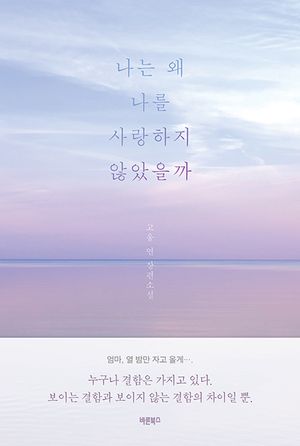 나는 왜
나를
사랑하지
않았을까
고울 연 장편소설
엄마, 열 밤만 자고 올게….
누구나 결함은 가지고 있다.
보이는 결함과 보이지 않는 결함의 차이일 뿐.
바른북스